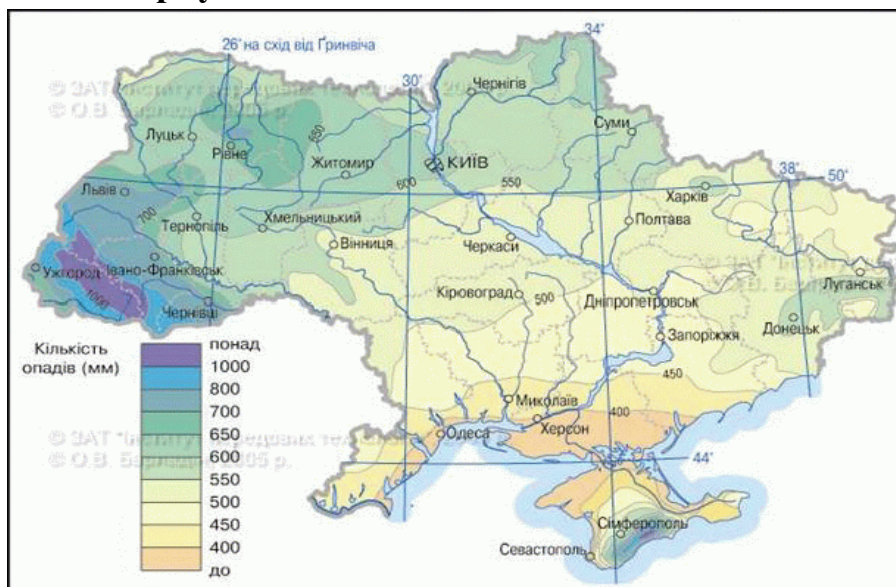 26° на схід від Ґринвіча
34°
30°
Чернігів
Суми
Луцьк
Рівне
650
Житомир
КИЇВ
38°
50°
Львів
600
550
Харків
700
Тернопіль
Хмельницький
Полтава
Вінниця
Черкаси
Ужгород
Івано-Франківськ
Луганськ
1000
Чернівці
Кіровоград
500
Дніпропетровськ
Донецьк
Запоріжжя
450
Кількість
опадів (мм)
понад
1000
800
700
650
600
550
500
450
400
до
Миколаїв
400
Одеса
Херсон
44°
Сімферополь
Севастополь
© ЗАТ "Інститут передових технологій", 200
© О.В. Барладін, 2005 р.